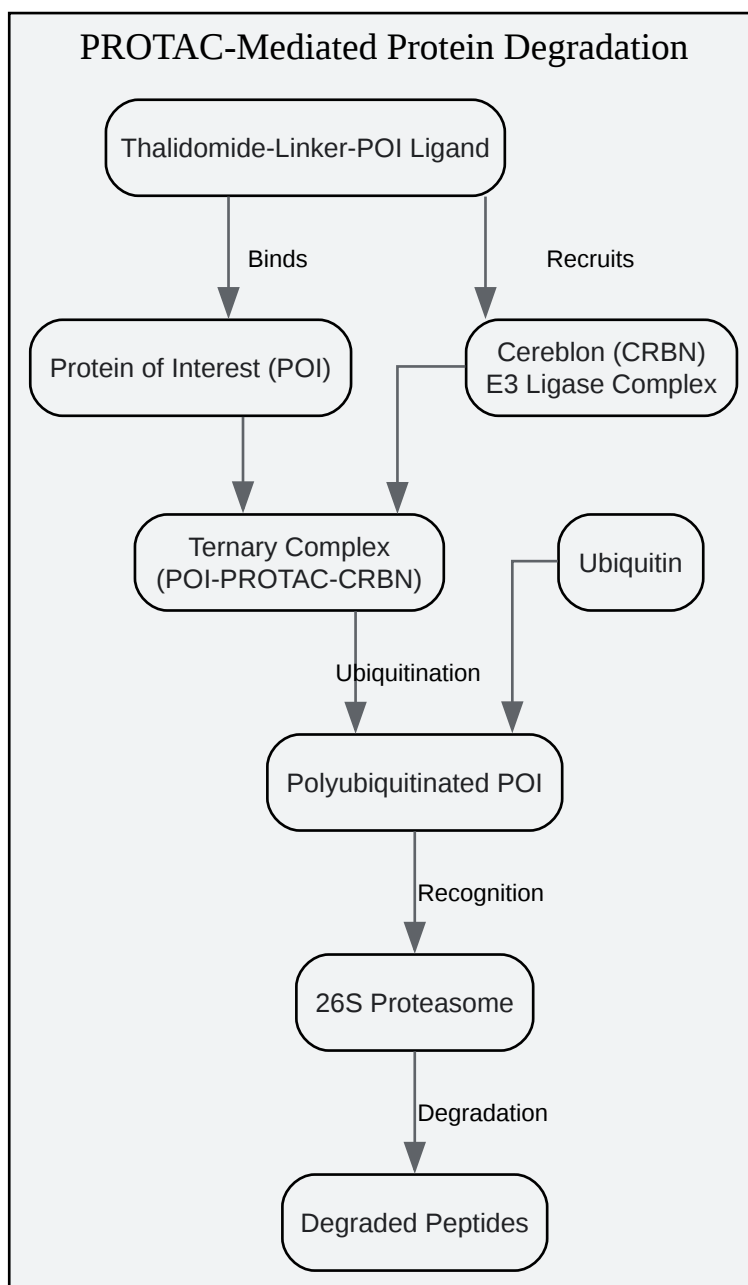 PROTAC-Mediated Protein Degradation
Thalidomide-Linker-POI Ligand
Binds
Recruits
Protein of Interest (POI)
Cereblon (CRBN)
E3 Ligase Complex
Ternary Complex
(POI-PROTAC-CRBN)
Ubiquitin
Ubiquitination
Polyubiquitinated POI
Recognition
26S Proteasome
Degradation
Degraded Peptides